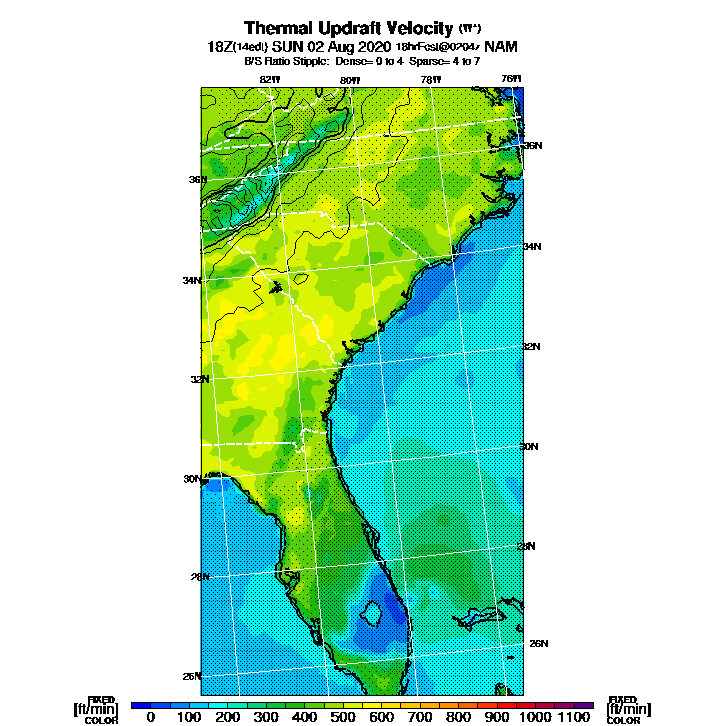 Thermal Updraft Velocity (W*)
18Z(14edt) SUN 02 Aug 2020 18hrFcst@0204z NAM
B/S Ratio Stipple: Dense= 0 to 4 Sparse= 4 to 7
82W 80W 78W 76W
36N
36N
34N
34N
32N
32N
30N
30N
28N
28N
26N
26N
FIXED
[ft/min]
COLOR
0 100 200 300 400 500 600 700 800 900 1000 1100
FIXED
[ft/min]
COLOR